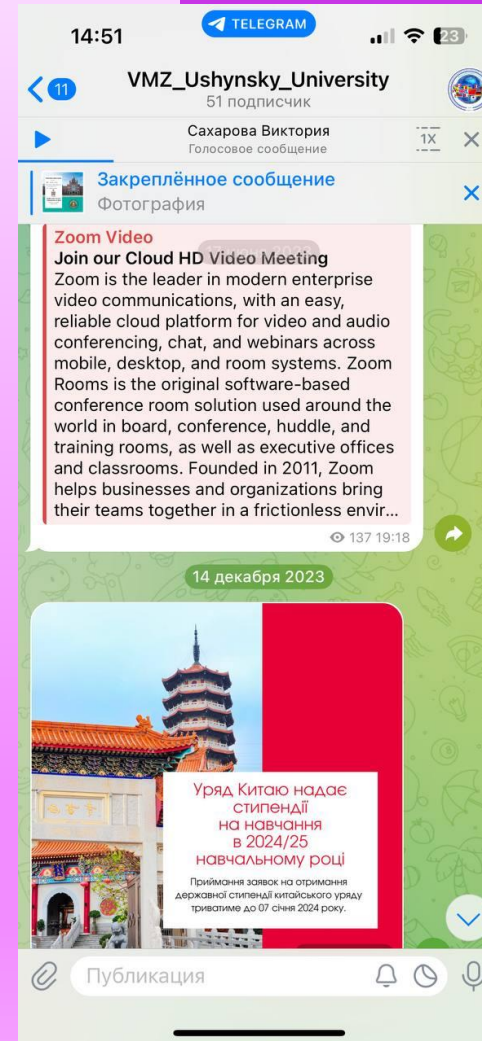 14:51
TELEGRAM
23
11
VMZ_Ushynsky_University
51 подписчик
Сахарова Виктория
Голосовое сообщение
1X
Закреплённое сообщение
Фотография
Zoom Video
Join our Cloud HD Video Meeting
Zoom is the leader in modern enterprise
video communications, with an easy,
reliable cloud platform for video and audio
conferencing, chat, and webinars across
mobile, desktop, and room systems. Zoom
Rooms is the original software-based
conference room solution used around the
world in board, conference, huddle, and
training rooms, as well as executive offices
and classrooms. Founded in 2011, Zoom
helps businesses and organizations bring
their teams together in a frictionless envir...
137 19:18
14 декабря 2023
Уряд Китаю надає
стипендії
на навчання
в 2024/25
навчальному році
Приймання заявок на отримання
державної стипендії китайського уряду
триватиме до 07 січня 2024 року.
Публикация